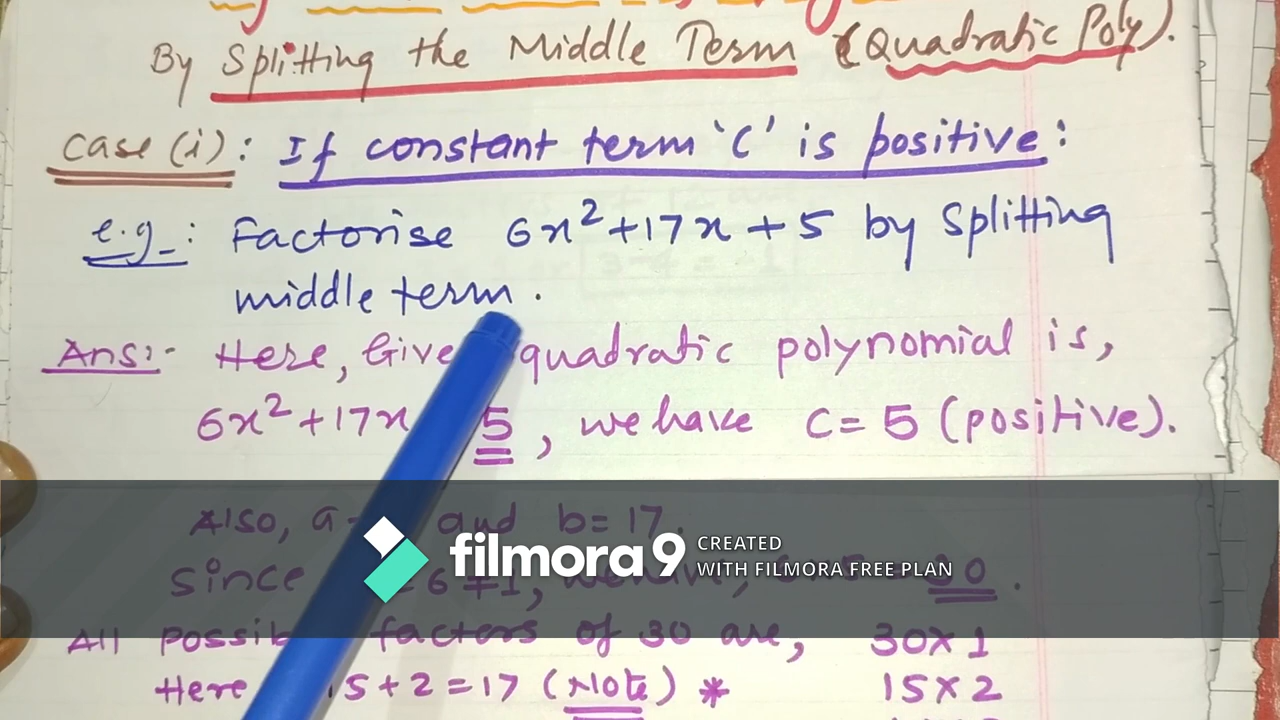 By Splitting the Middle Term (Quadratic Poly).
Case (i): If constant term 'C' is positive:
e.g.: Factorise 6x²+17x+5 by Splitting
middle term.
Ans:- Here, Give quadratic polynomial is,
6x²+17x 5, we have C=5 (positive).
Also, a and b=17.
filmora9 CREATED
WITH FILMORA FREE PLAN
Since 6≠1, 30.
All possib factors of 30 are, 30×1
Here 15+2=17 (Note) * 15×2